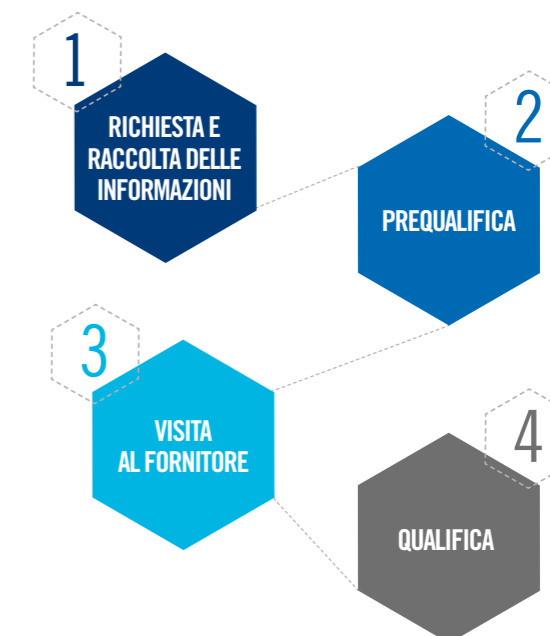 1
RICHIESTA E
RACCOLTA DELLE
INFORMAZIONI
2
PREQUALIFICA
3
VISITA
AL FORNITORE
4
QUALIFICA